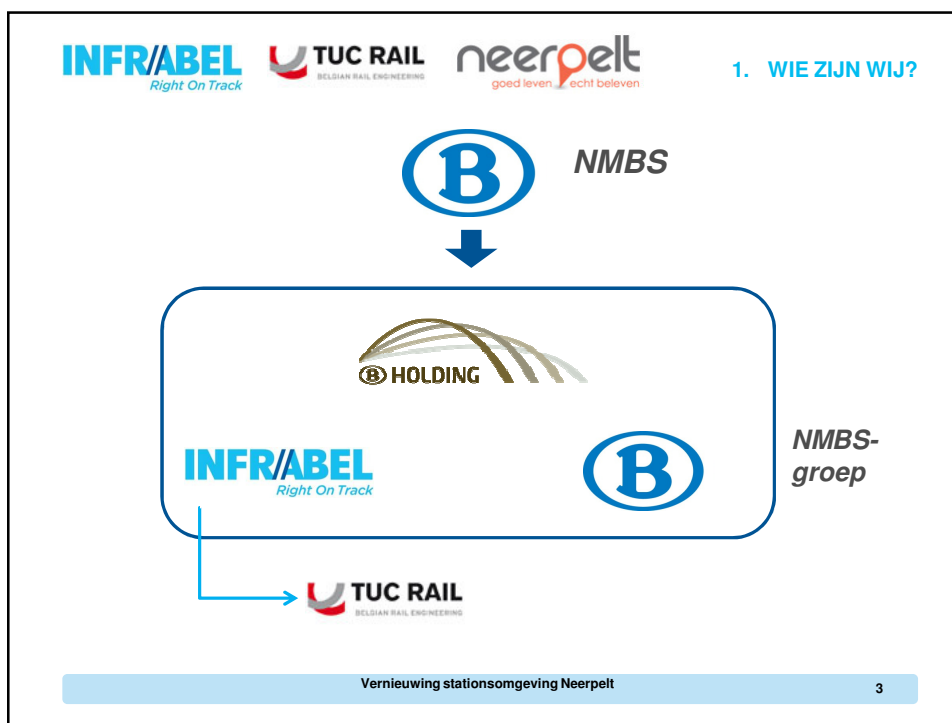 INFRABEL
Right On Track
TUC RAIL
BELGIAN RAIL ENGINEERING
neerpelt
goed leven echt beleven
1. WIE ZIJN WIJ?
B
NMBS
B HOLDING
INFRABEL
Right On Track
B
NMBS-
groep
TUC RAIL
BELGIAN RAIL ENGINEERING
Vernieuwing stationsomgeving Neerpelt
3